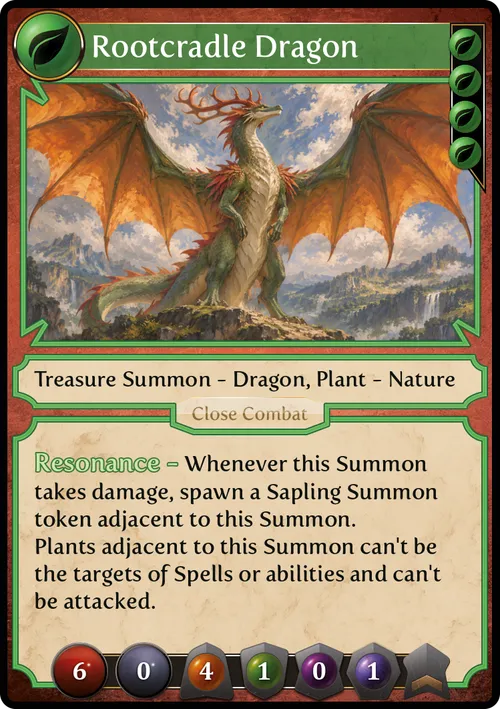 Rootcradle Dragon
Treasure Summon - Dragon, Plant - Nature
Close Combat
Resonance - Whenever this Summon
takes damage, spawn a Sapling Summon
token adjacent to this Summon.
Plants adjacent to this Summon can't be
the targets of Spells or abilities and can't
be attacked.
6* 0* 4 1 0 1